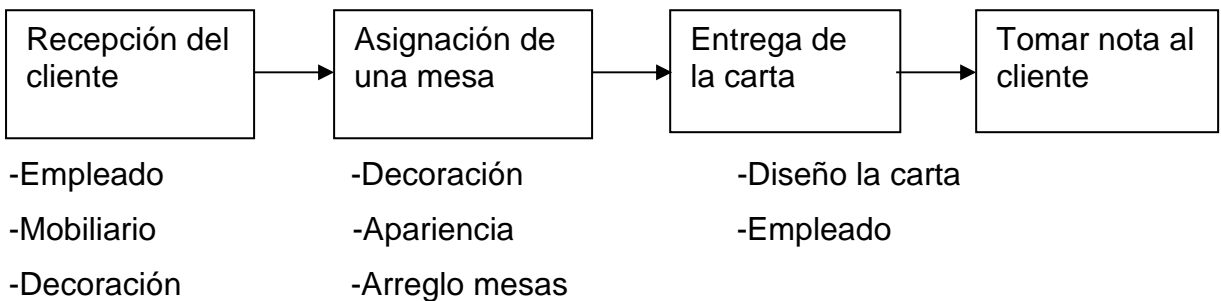 Recepción del
cliente
Asignación de
una mesa
Entrega de
la carta
Tomar nota al
cliente
-Empleado
-Mobiliario
-Decoración
-Decoración
-Apariencia
-Arreglo mesas
-Diseño la carta
-Empleado